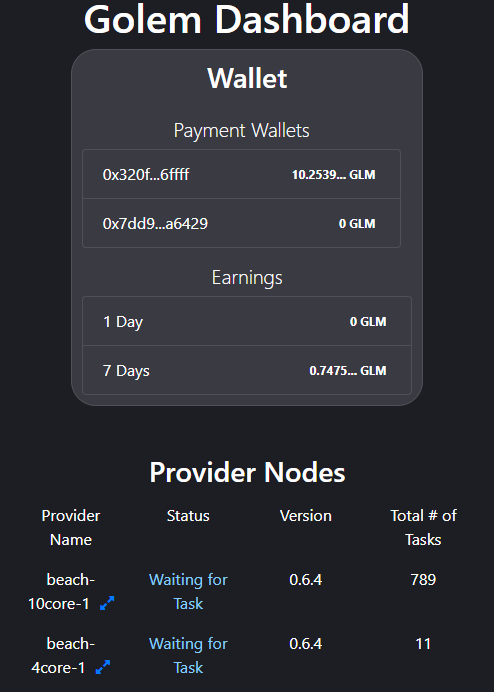 Golem Dashboard
Wallet
Payment Wallets
0x320f...6ffff 10.2539... GLM
0x7dd9...a6429 0 GLM
Earnings
1 Day 0 GLM
7 Days 0.7475... GLM
Provider Nodes
Provider Name Status Version Total # of Tasks
beach-10core-1 Waiting for Task 0.6.4 789
beach-4core-1 Waiting for Task 0.6.4 11